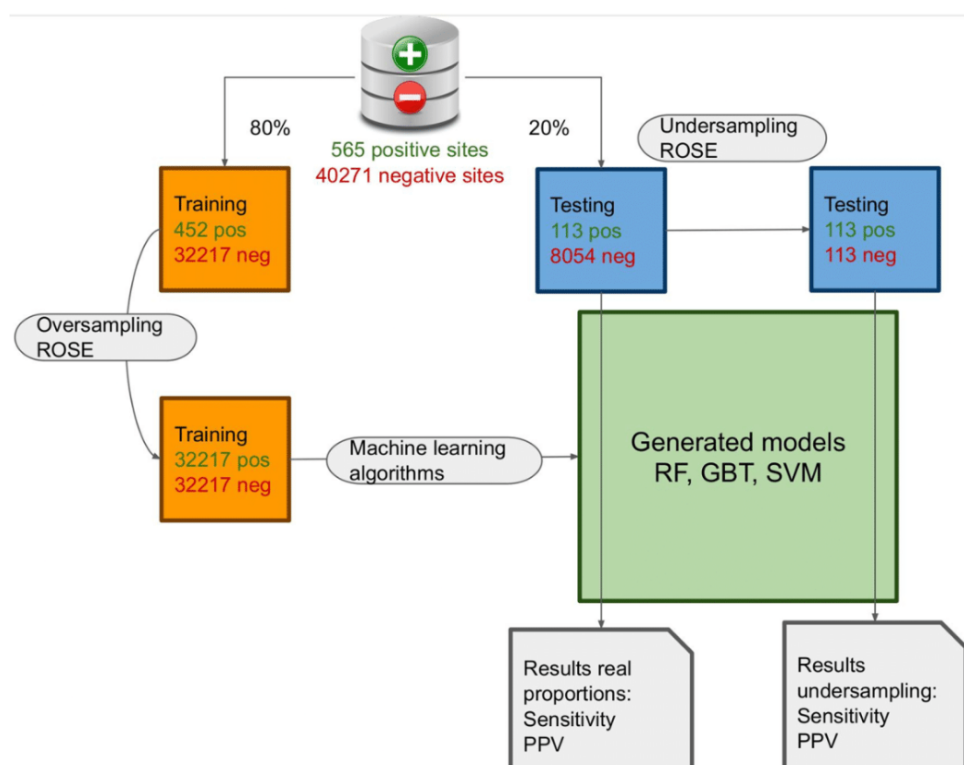 80%
20%
565 positive sites
40271 negative sites
Undersampling
ROSE
Training
452 pos
32217 neg
Testing
113 pos
8054 neg
113 pos
113 neg
Testing
Oversampling
ROSE
Training
32217 pos
32217 neg
Machine learning
algorithms
Generated models
RF, GBT, SVM
Results real
proportions:
Sensitivity
PPV
Results
undersampling:
Sensitivity
PPV